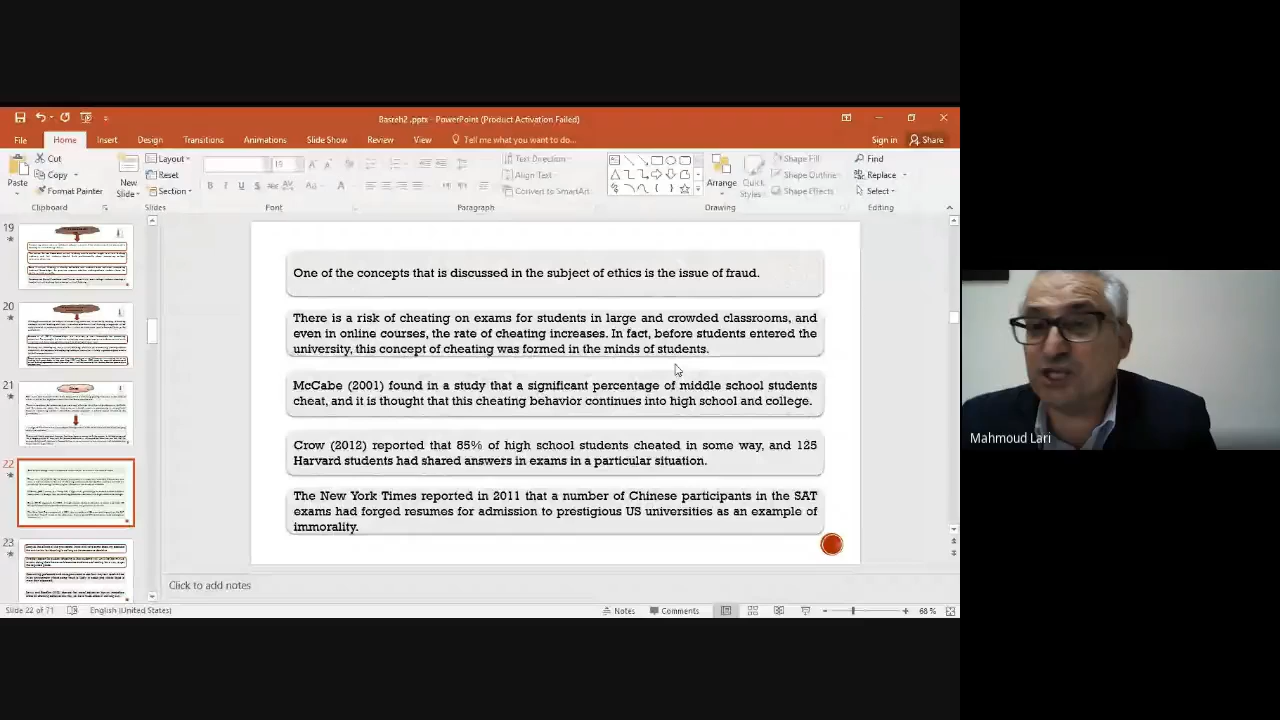 Basteh2 .pptx - PowerPoint (Product Activation Failed)
File Home Insert Design Transitions Animations Slide Show Review View Tell me what you want to do... Sign in Share
Paste
Cut
Copy
Format Painter
Clipboard
New
Slide
Layout
Reset
Section
Slides
19
Font
Text Direction
Align Text
Convert to SmartArt
Paragraph
Arrange
Quick
Styles
Shape Fill
Shape Outline
Shape Effects
Drawing
Find
Replace
Select
Editing
19
20
21
22
23
One of the concepts that is discussed in the subject of ethics is the issue of fraud.
There is a risk of cheating on exams for students in large and crowded classrooms, and
even in online courses, the rate of cheating increases. In fact, before students entered the
university, this concept of cheating was formed in the minds of students.
McCabe (2001) found in a study that a significant percentage of middle school students
cheat, and it is thought that this cheating behavior continues into high school and college.
Crow (2012) reported that 85% of high school students cheated in some way, and 125
Harvard students had shared answers in exams in a particular situation.
The New York Times reported in 2011 that a number of Chinese participants in the SAT
exams had forged resumes for admission to prestigious US universities as an example of
immorality.
Click to add notes
Slide 22 of 71 English (United States) Notes Comments 68 %
Mahmoud Lari